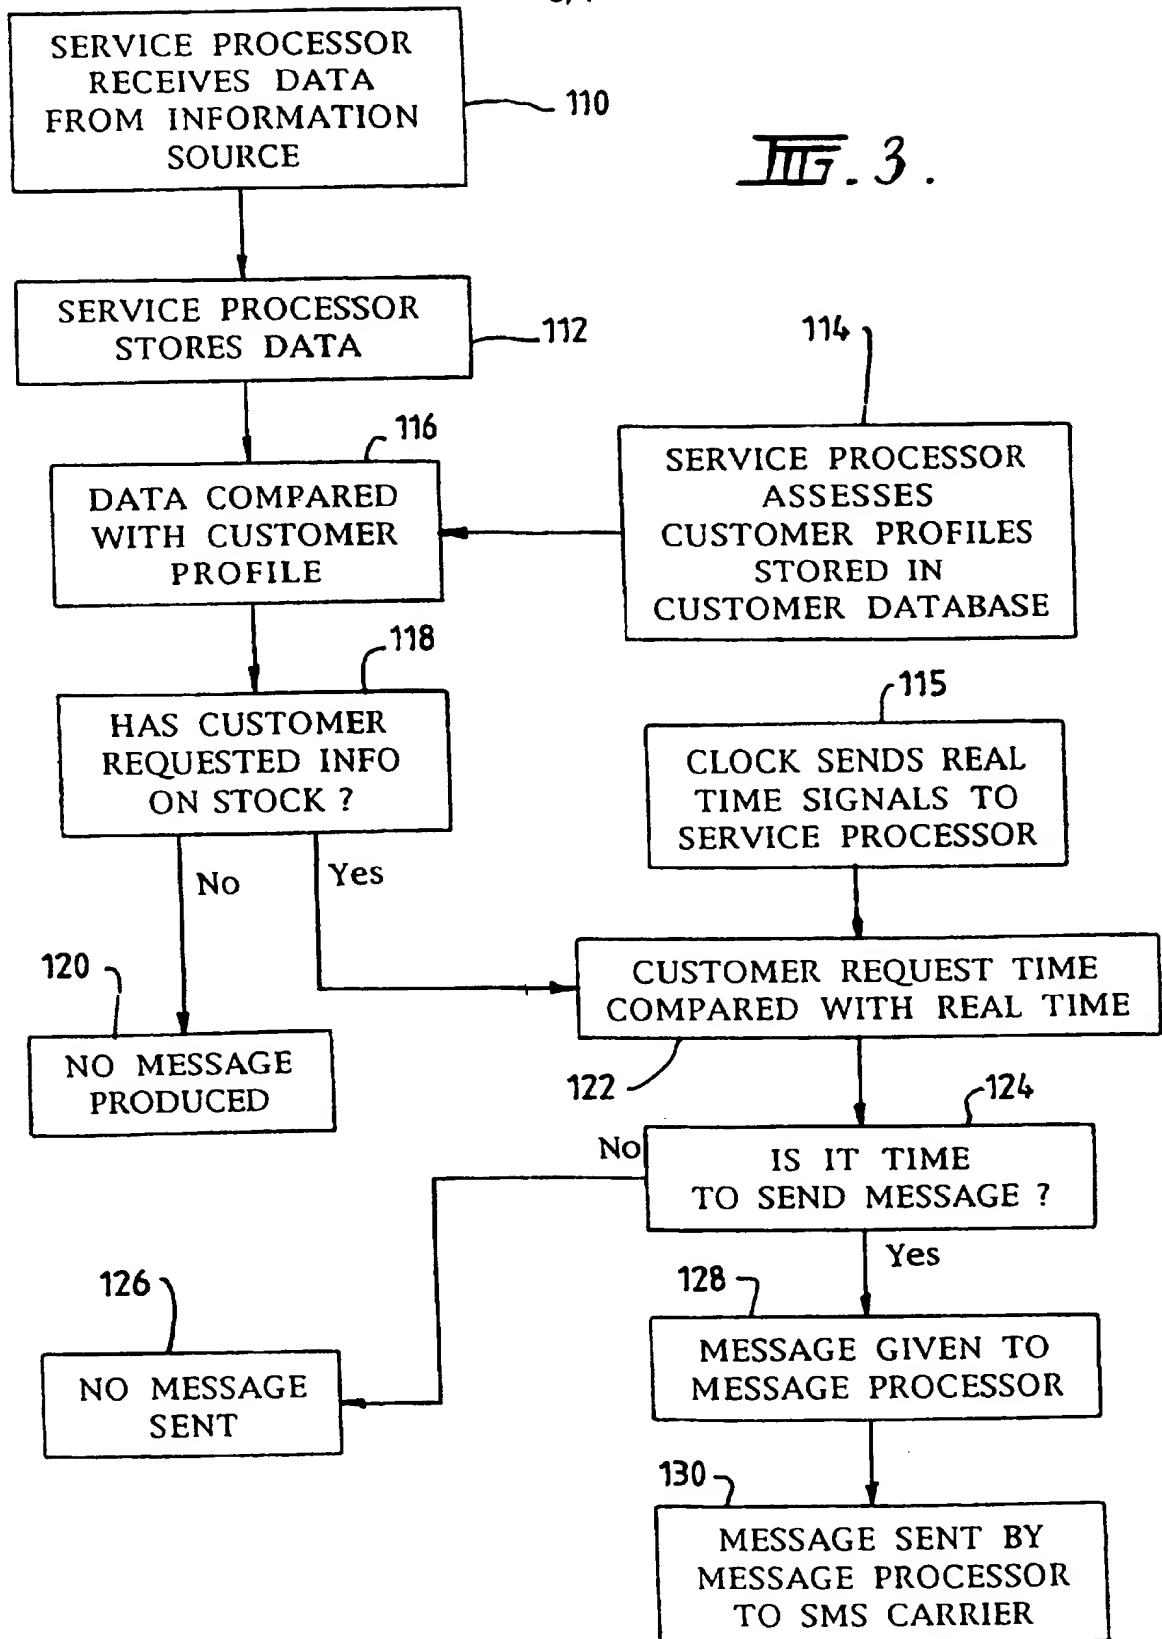 SERVICE PROCESSOR
RECEIVES DATA
FROM INFORMATION
SOURCE
110
FIG. 3.
SERVICE PROCESSOR
STORES DATA
112
114
116
DATA COMPARED
WITH CUSTOMER
PROFILE
SERVICE PROCESSOR
ASSESSES
CUSTOMER PROFILES
STORED IN
CUSTOMER DATABASE
118
HAS CUSTOMER
REQUESTED INFO
ON STOCK ?
115
CLOCK SENDS REAL
TIME SIGNALS TO
SERVICE PROCESSOR
No
Yes
120
NO MESSAGE
PRODUCED
CUSTOMER REQUEST TIME
COMPARED WITH REAL TIME
122
124
No
IS IT TIME
TO SEND MESSAGE ?
Yes
126
NO MESSAGE
SENT
128
MESSAGE GIVEN TO
MESSAGE PROCESSOR
130
MESSAGE SENT BY
MESSAGE PROCESSOR
TO SMS CARRIER